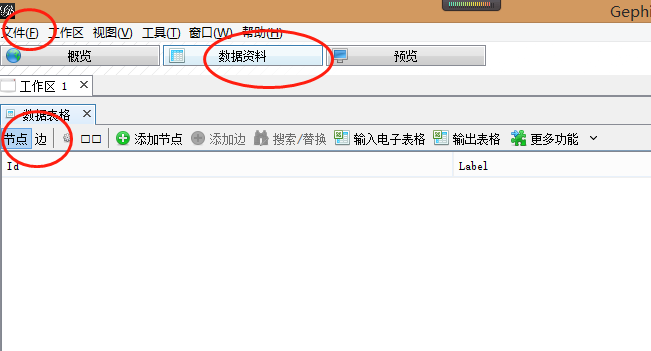 Gephi
文件(F) 工作区 视图(V) 工具(T) 窗口(W) 帮助(H)
概览 数据资料 预览
工作区 1 ×
数据表格 ×
节点 边 添加节点 添加边 搜索/替换 输入电子表格 输出表格 更多功能
Id Label